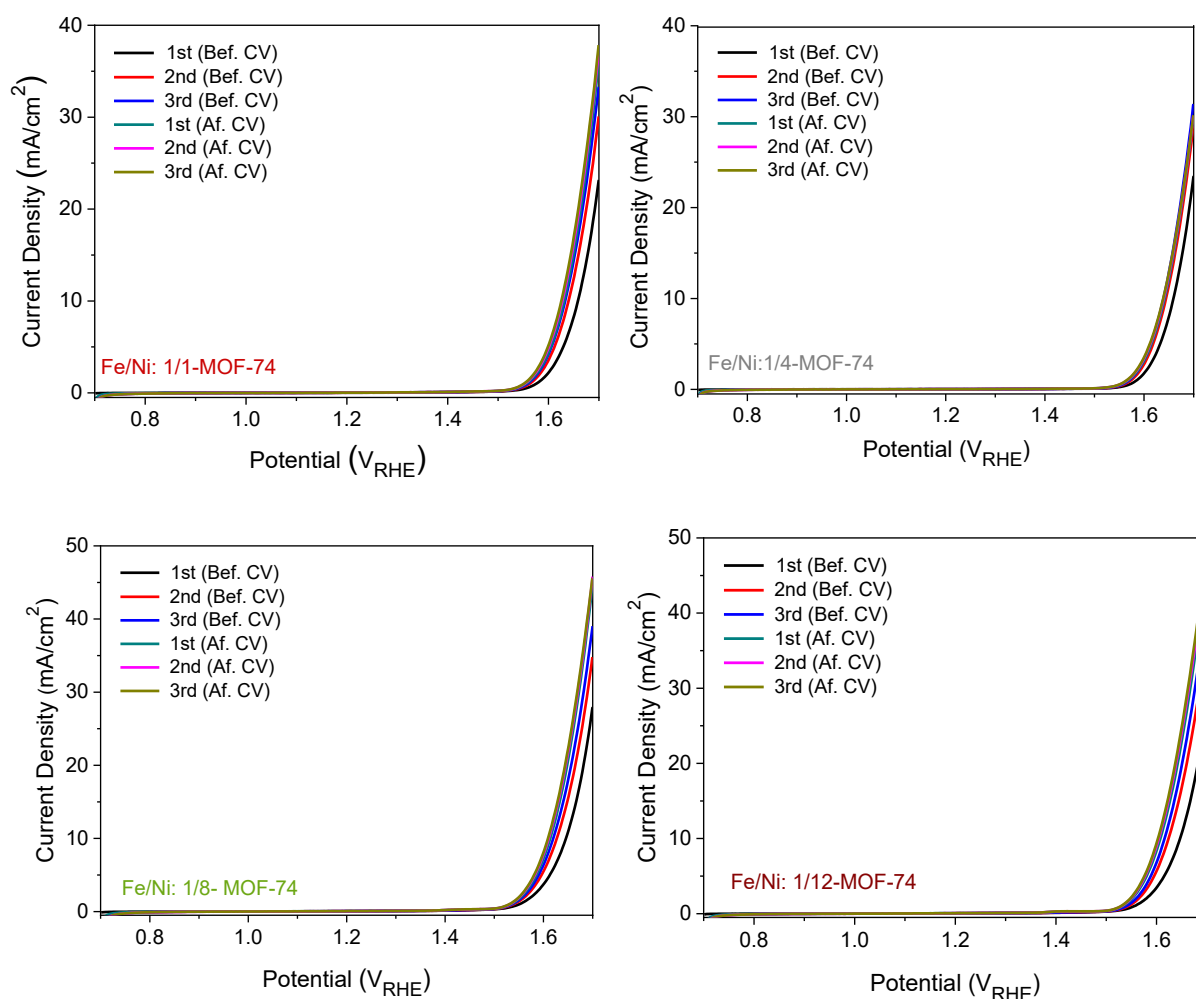 40
30
20
10
0
Current Density (mA/cm²)
1st (Bef. CV)
2nd (Bef. CV)
3rd (Bef. CV)
1st (Af. CV)
2nd (Af. CV)
3rd (Af. CV)
Fe/Ni: 1/1-MOF-74
0.8 1.0 1.2 1.4 1.6
Potential (V_RHE)
40
30
20
10
0
Current Density (mA/cm²)
1st (Bef. CV)
2nd (Bef. CV)
3rd (Bef. CV)
1st (Af. CV)
2nd (Af. CV)
3rd (Af. CV)
Fe/Ni:1/4-MOF-74
0.8 1.0 1.2 1.4 1.6
Potential (V_RHE)
50
40
30
20
10
0
Current Density (mA/cm²)
1st (Bef. CV)
2nd (Bef. CV)
3rd (Bef. CV)
1st (Af. CV)
2nd (Af. CV)
3rd (Af. CV)
Fe/Ni: 1/8- MOF-74
0.8 1.0 1.2 1.4 1.6
Potential (V_RHE)
50
40
30
20
10
0
Current Density (mA/cm²)
1st (Bef. CV)
2nd (Bef. CV)
3rd (Bef. CV)
1st (Af. CV)
2nd (Af. CV)
3rd (Af. CV)
Fe/Ni: 1/12-MOF-74
0.8 1.0 1.2 1.4 1.6
Potential (V_RHE)